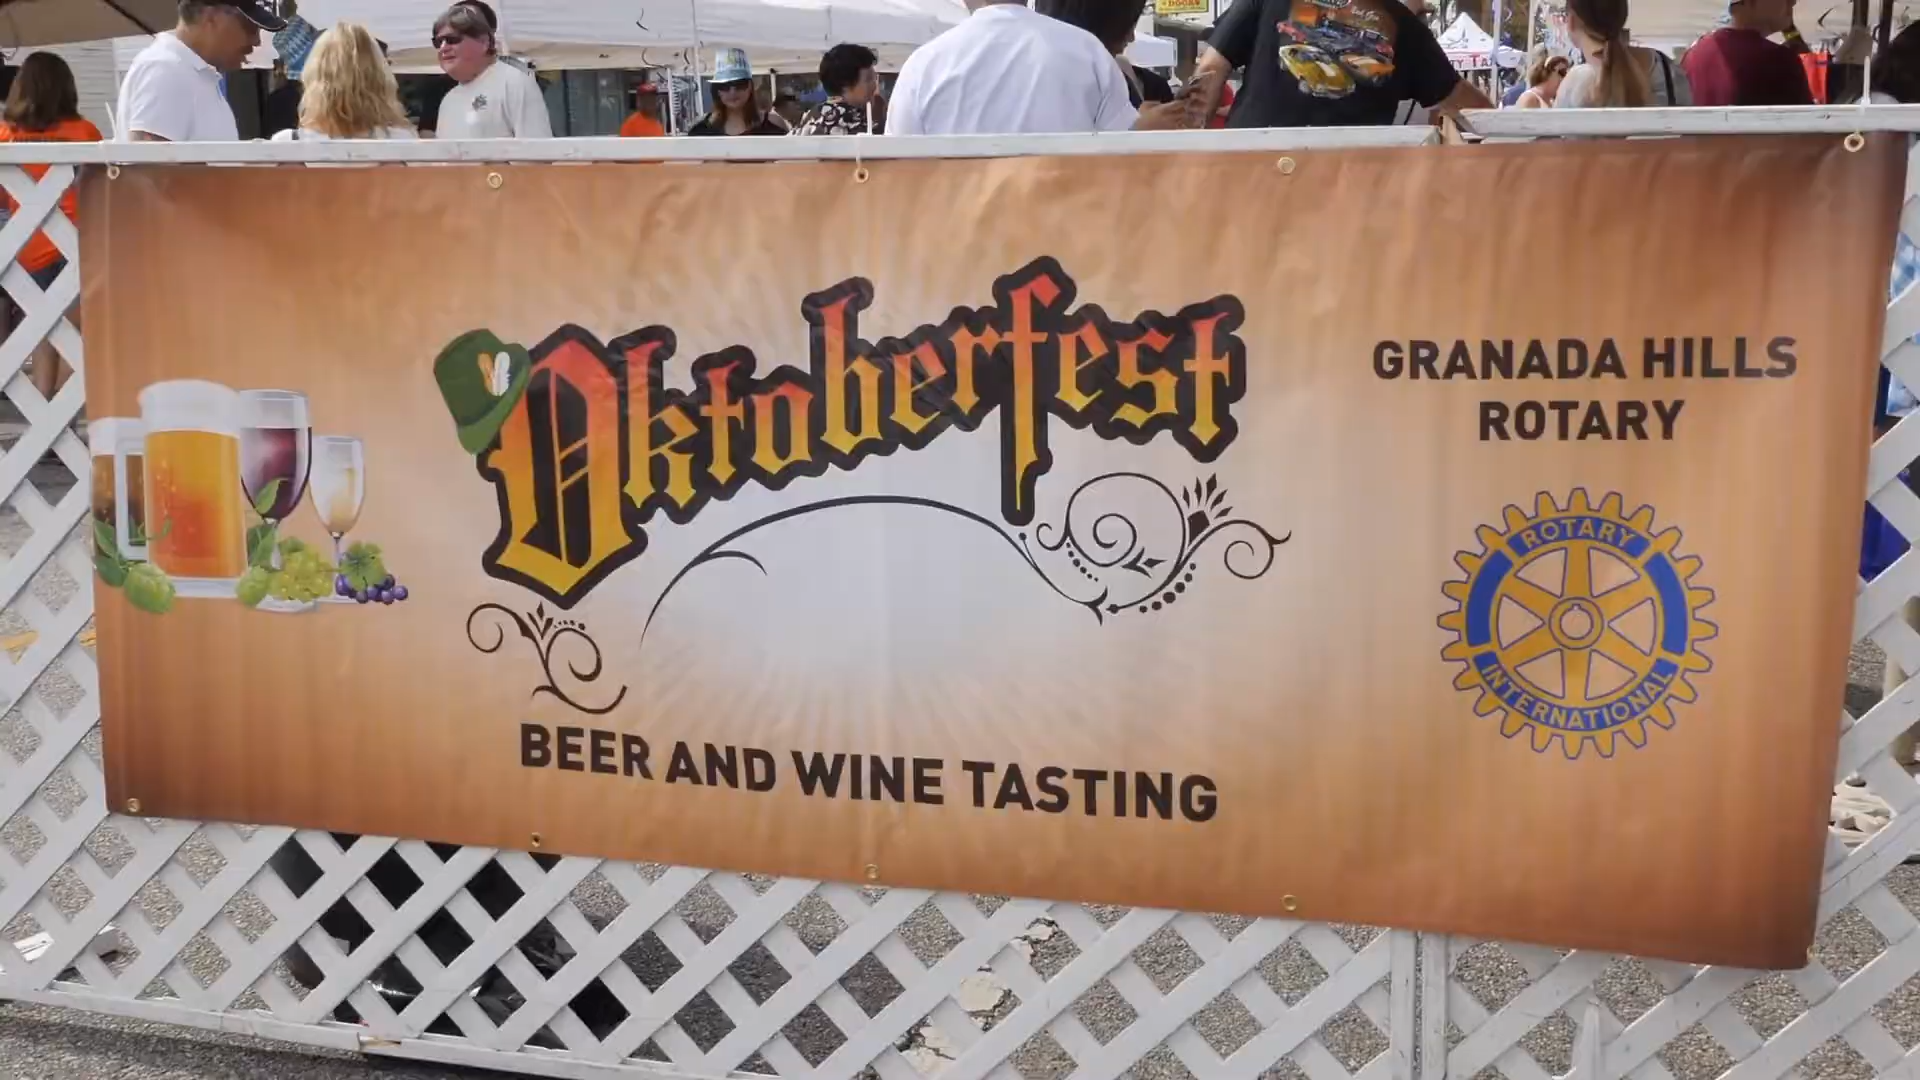 Oktoberfest
BEER AND WINE TASTING
GRANADA HILLS
ROTARY
ROTARY
INTERNATIONAL